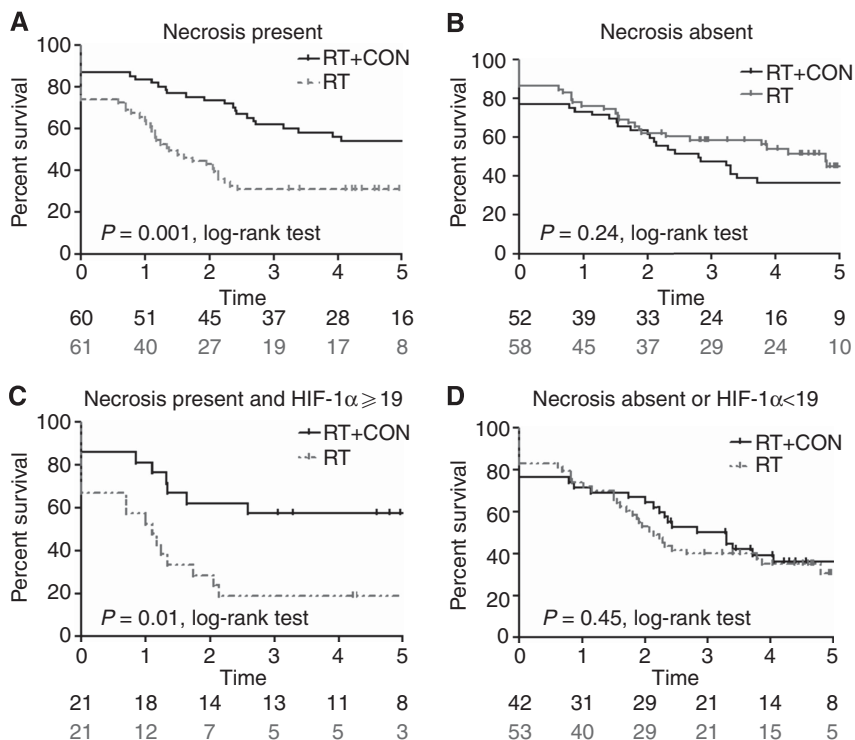 A
Necrosis present
100
80
60
40
20
0
Percent survival
RT+CON
RT
P = 0.001, log-rank test
0 1 2 3 4 5
Time
60 51 45 37 28 16
61 40 27 19 17 8
B
Necrosis absent
100
80
60
40
20
0
Percent survival
RT+CON
RT
P = 0.24, log-rank test
0 1 2 3 4 5
Time
52 39 33 24 16 9
58 45 37 29 24 10
C
Necrosis present and HIF-1α⩾19
100
80
60
40
20
0
Percent survival
RT+CON
RT
P = 0.01, log-rank test
0 1 2 3 4 5
Time
21 18 14 13 11 8
21 12 7 5 5 3
D
Necrosis absent or HIF-1α<19
100
80
60
40
20
0
Percent survival
RT+CON
RT
P = 0.45, log-rank test
0 1 2 3 4 5
Time
42 31 29 21 14 8
53 40 29 21 15 5